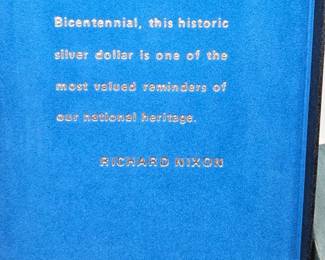 Bicentennial, this historic
silver dollar is one of the
most valued reminders of
our national heritage.
RICHARD NIXON